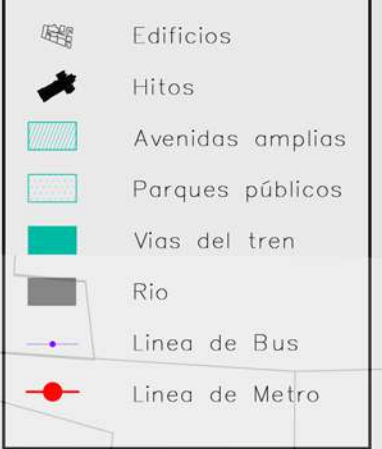 Edificios
Hitos
Avenidas amplias
Parques públicos
Vias del tren
Rio
Linea de Bus
Linea de Metro